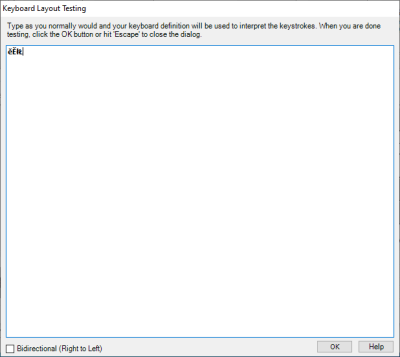 Keyboard Layout Testing
Type as you normally would and your keyboard definition will be used to interpret the keystrokes. When you are done
testing, click the OK button or hit 'Escape' to close the dialog.
Bidirectional (Right to Left)
OK
Help